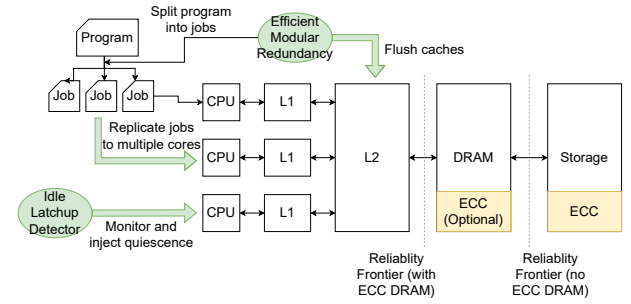 Split program
into jobs
Efficient
Modular
Redundancy
Program
Flush caches
Job
Job
Job
CPU
L1
Replicate jobs
to multiple cores
CPU
L1
L2
DRAM
Storage
Idle
Latchup
Detector
Monitor and
inject quiescence
CPU
L1
ECC
(Optional)
ECC
Reliablity
Frontier (with
ECC DRAM)
Reliablity
Frontier (no
ECC DRAM)